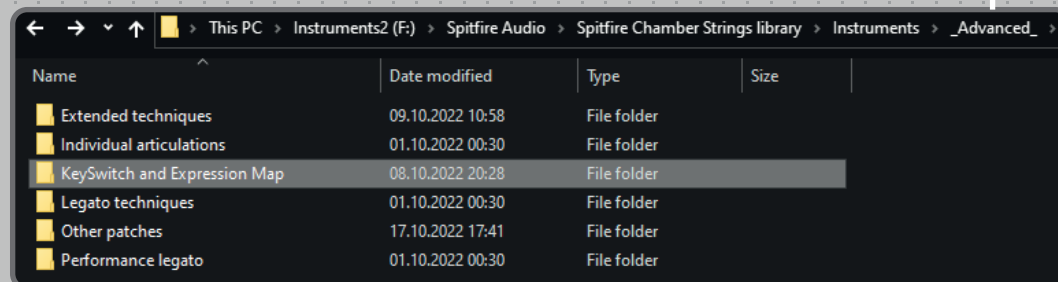 This PC > Instruments2 (F:) > Spitfire Audio > Spitfire Chamber Strings library > Instruments > _Advanced_ >
Name Date modified Type Size
Extended techniques 09.10.2022 10:58 File folder
Individual articulations 01.10.2022 00:30 File folder
KeySwitch and Expression Map 08.10.2022 20:28 File folder
Legato techniques 01.10.2022 00:30 File folder
Other patches 17.10.2022 17:41 File folder
Performance legato 01.10.2022 00:30 File folder